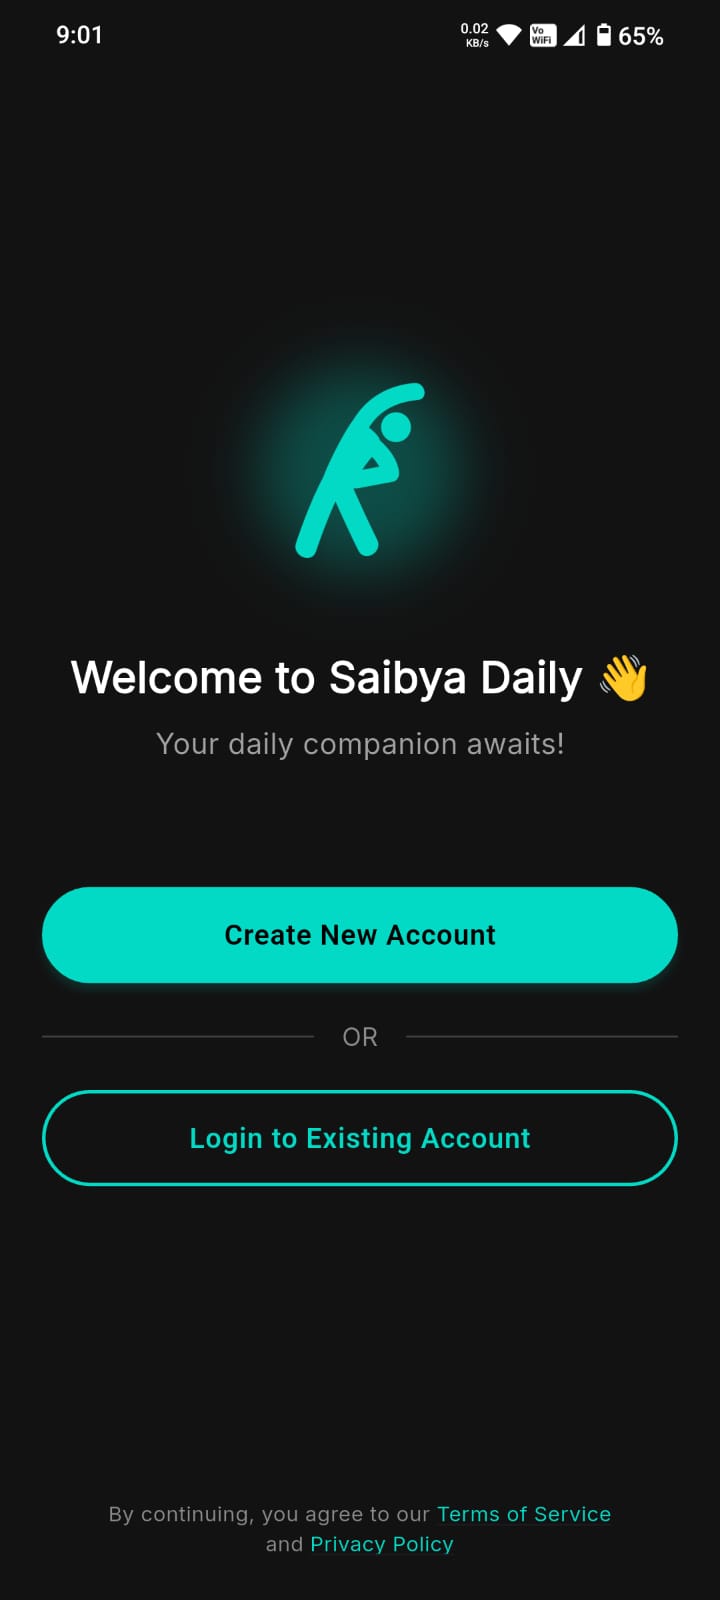 9:01
0.02
KB/s
Vo
WiFi
65%
Welcome to Saibya Daily 👋
Your daily companion awaits!
Create New Account
OR
Login to Existing Account
By continuing, you agree to our Terms of Service
and Privacy Policy